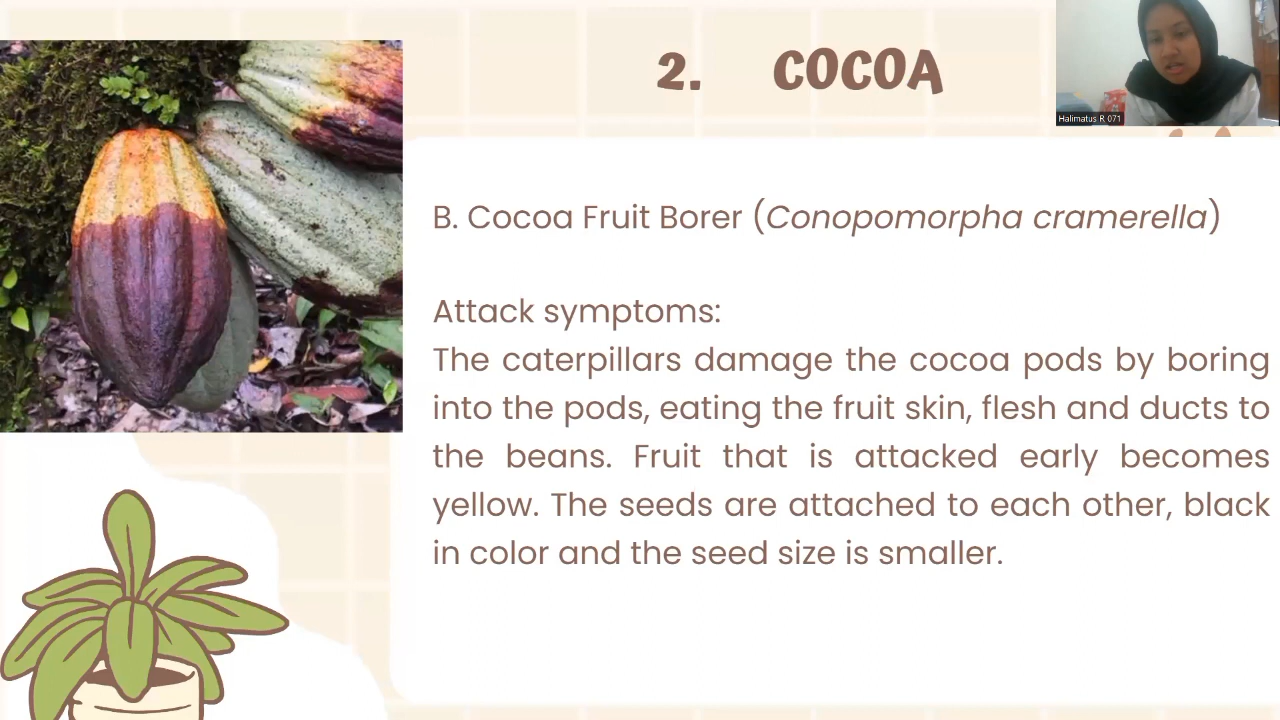 2. COCOA
Halimatus R 071
B. Cocoa Fruit Borer (Conopomorpha cramerella)
Attack symptoms:
The caterpillars damage the cocoa pods by boring
into the pods, eating the fruit skin, flesh and ducts to
the beans. Fruit that is attacked early becomes
yellow. The seeds are attached to each other, black
in color and the seed size is smaller.